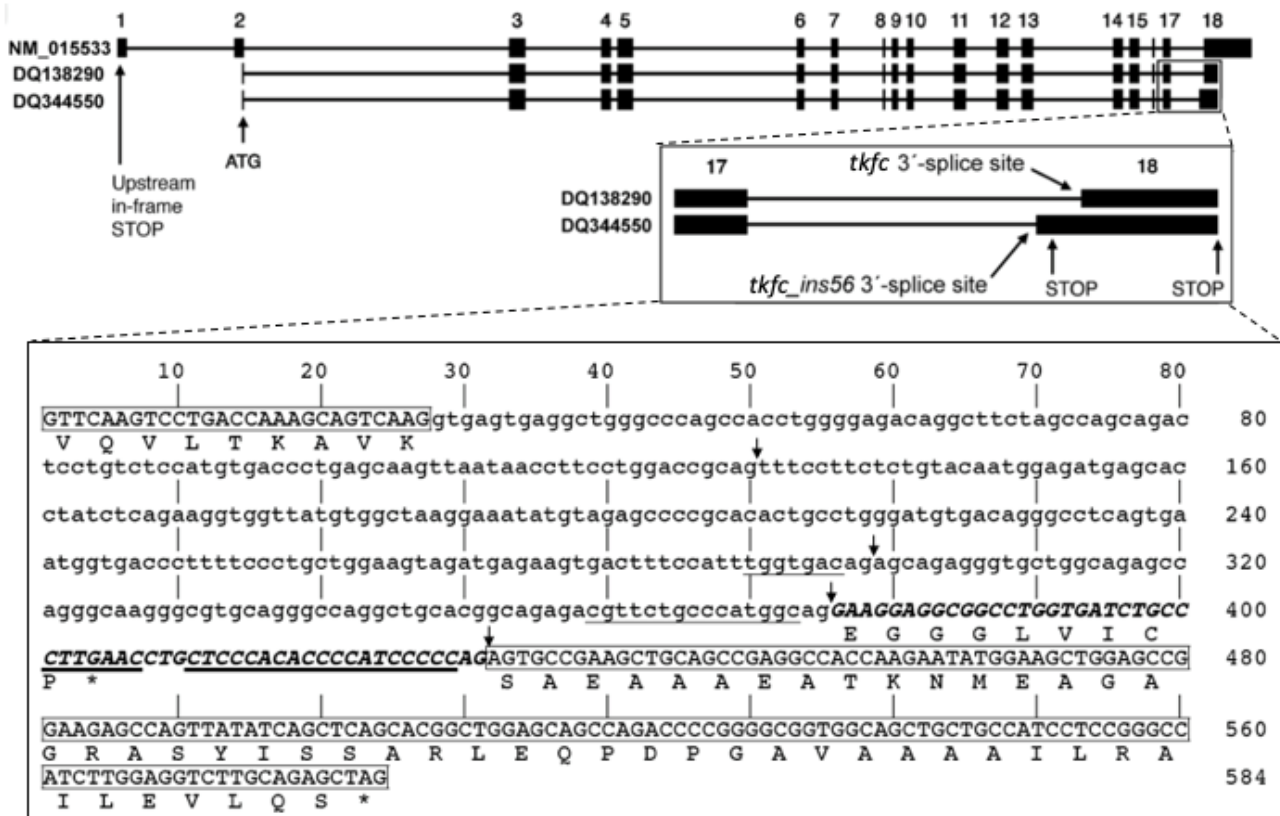 1 2 3 4 5 6 7 8 9 10 11 12 13 14 15 17 18
NM_015533
DQ138290
DQ344550
ATG
Upstream
in-frame
STOP
17 tkfc 3´-splice site 18
DQ138290
DQ344550
tkfc_ins56 3´-splice site STOP STOP
10 20 30 40 50 60 70 80
GTTCAAGTCCTGACCAAAGCAGTCAAGgtgagtgaggctgggcccagccacctggggagacaggcttctagccagcagac 80
V Q V L T K A V K
tcctgtctccatgtgaccctgagcaagttaataaccttcctggaccgcagtttccttctctgtacaatggagatgagcac 160
ctatctcagaaggtggttatgtggctaaggaaatatgtagagccccgcacactgcctgggatgtgacagggcctcagtga 240
atggtgacccttttccctgctggaagtagatgagaagtgactttccatttggtgacagagcagagggtgctggcagagcc 320
agggcaagggcgtgcagggccaggctgcacggcagagacgttctgcccatggcagGAAGGAGGCGGCCTGGTGATCTGCC 400
E G G G L V I C
CTTGAACCTGCTCCCACACCCCATCCCCCAGAGTGCCGAAGCTGCAGCCGAGGCCACCAAGAATATGGAAGCTGGAGCCG 480
P * S A E A A A E A T K N M E A G A
GAAGAGCCAGTTATATCAGCTCAGCACGGCTGGAGCAGCCAGACCCCGGGGCGGTGGCAGCTGCTGCCATCCTCCGGGCC 560
G R A S Y I S S A R L E Q P D P G A V A A A A I L R A
ATCTTGGAGGTCTTGCAGAGCTAG 584
I L E V L Q S *